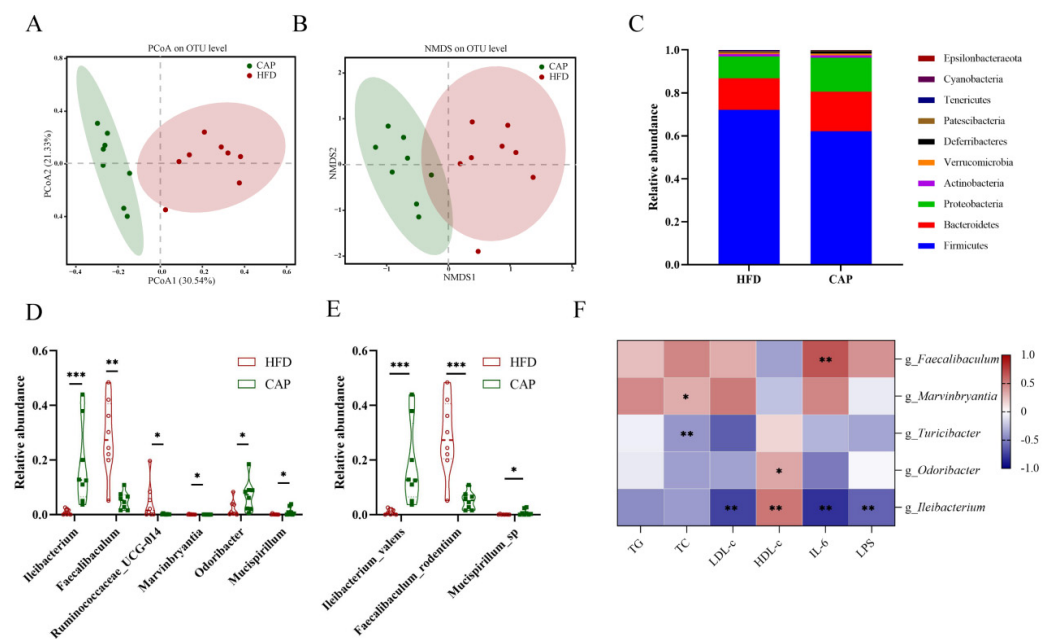 A
PCoA on OTU level
CAP
HFD
0.8
0.4
0.0
0.4
PCoA2 (21.33%)
-0.4
-0.2
0.0
0.2
0.4
0.6
PCoA1 (30.54%)
B
NMDS on OTU level
CAP
HFD
2
1
0
-1
-2
NMDS2
-1
0
1
2
NMDS1
C
1.0
0.8
0.6
0.4
0.2
0.0
Relative abundance
HFD
CAP
Epsilonbacteraeota
Cyanobacteria
Tenericutes
Patescibacteria
Deferribacteres
Verrucomicrobia
Actinobacteria
Proteobacteria
Bacteroidetes
Firmicutes
D
HFD
CAP
0.6
0.4
0.2
0.0
Relative abundance
*** ** * * * *
Ileibacterium
Faecalibaculum
Ruminococcaceae_UCG-014
Marvinbryantia
Odoribacter
Mucispirillum
E
HFD
CAP
0.6
0.4
0.2
0.0
Relative abundance
*** *** *
Ileibacterium_valens
Faecalibaculum_rodentium
Mucispirillum_sp
F
** g_Faecalibaculum
* g_Marvinbryantia
** g_Turicibacter
* g_Odoribacter
** ** ** ** g_Ileibacterium
TG
TC
LDL-c
HDL-c
IL-6
LPS
1.0
0.5
0
-0.5
-1.0